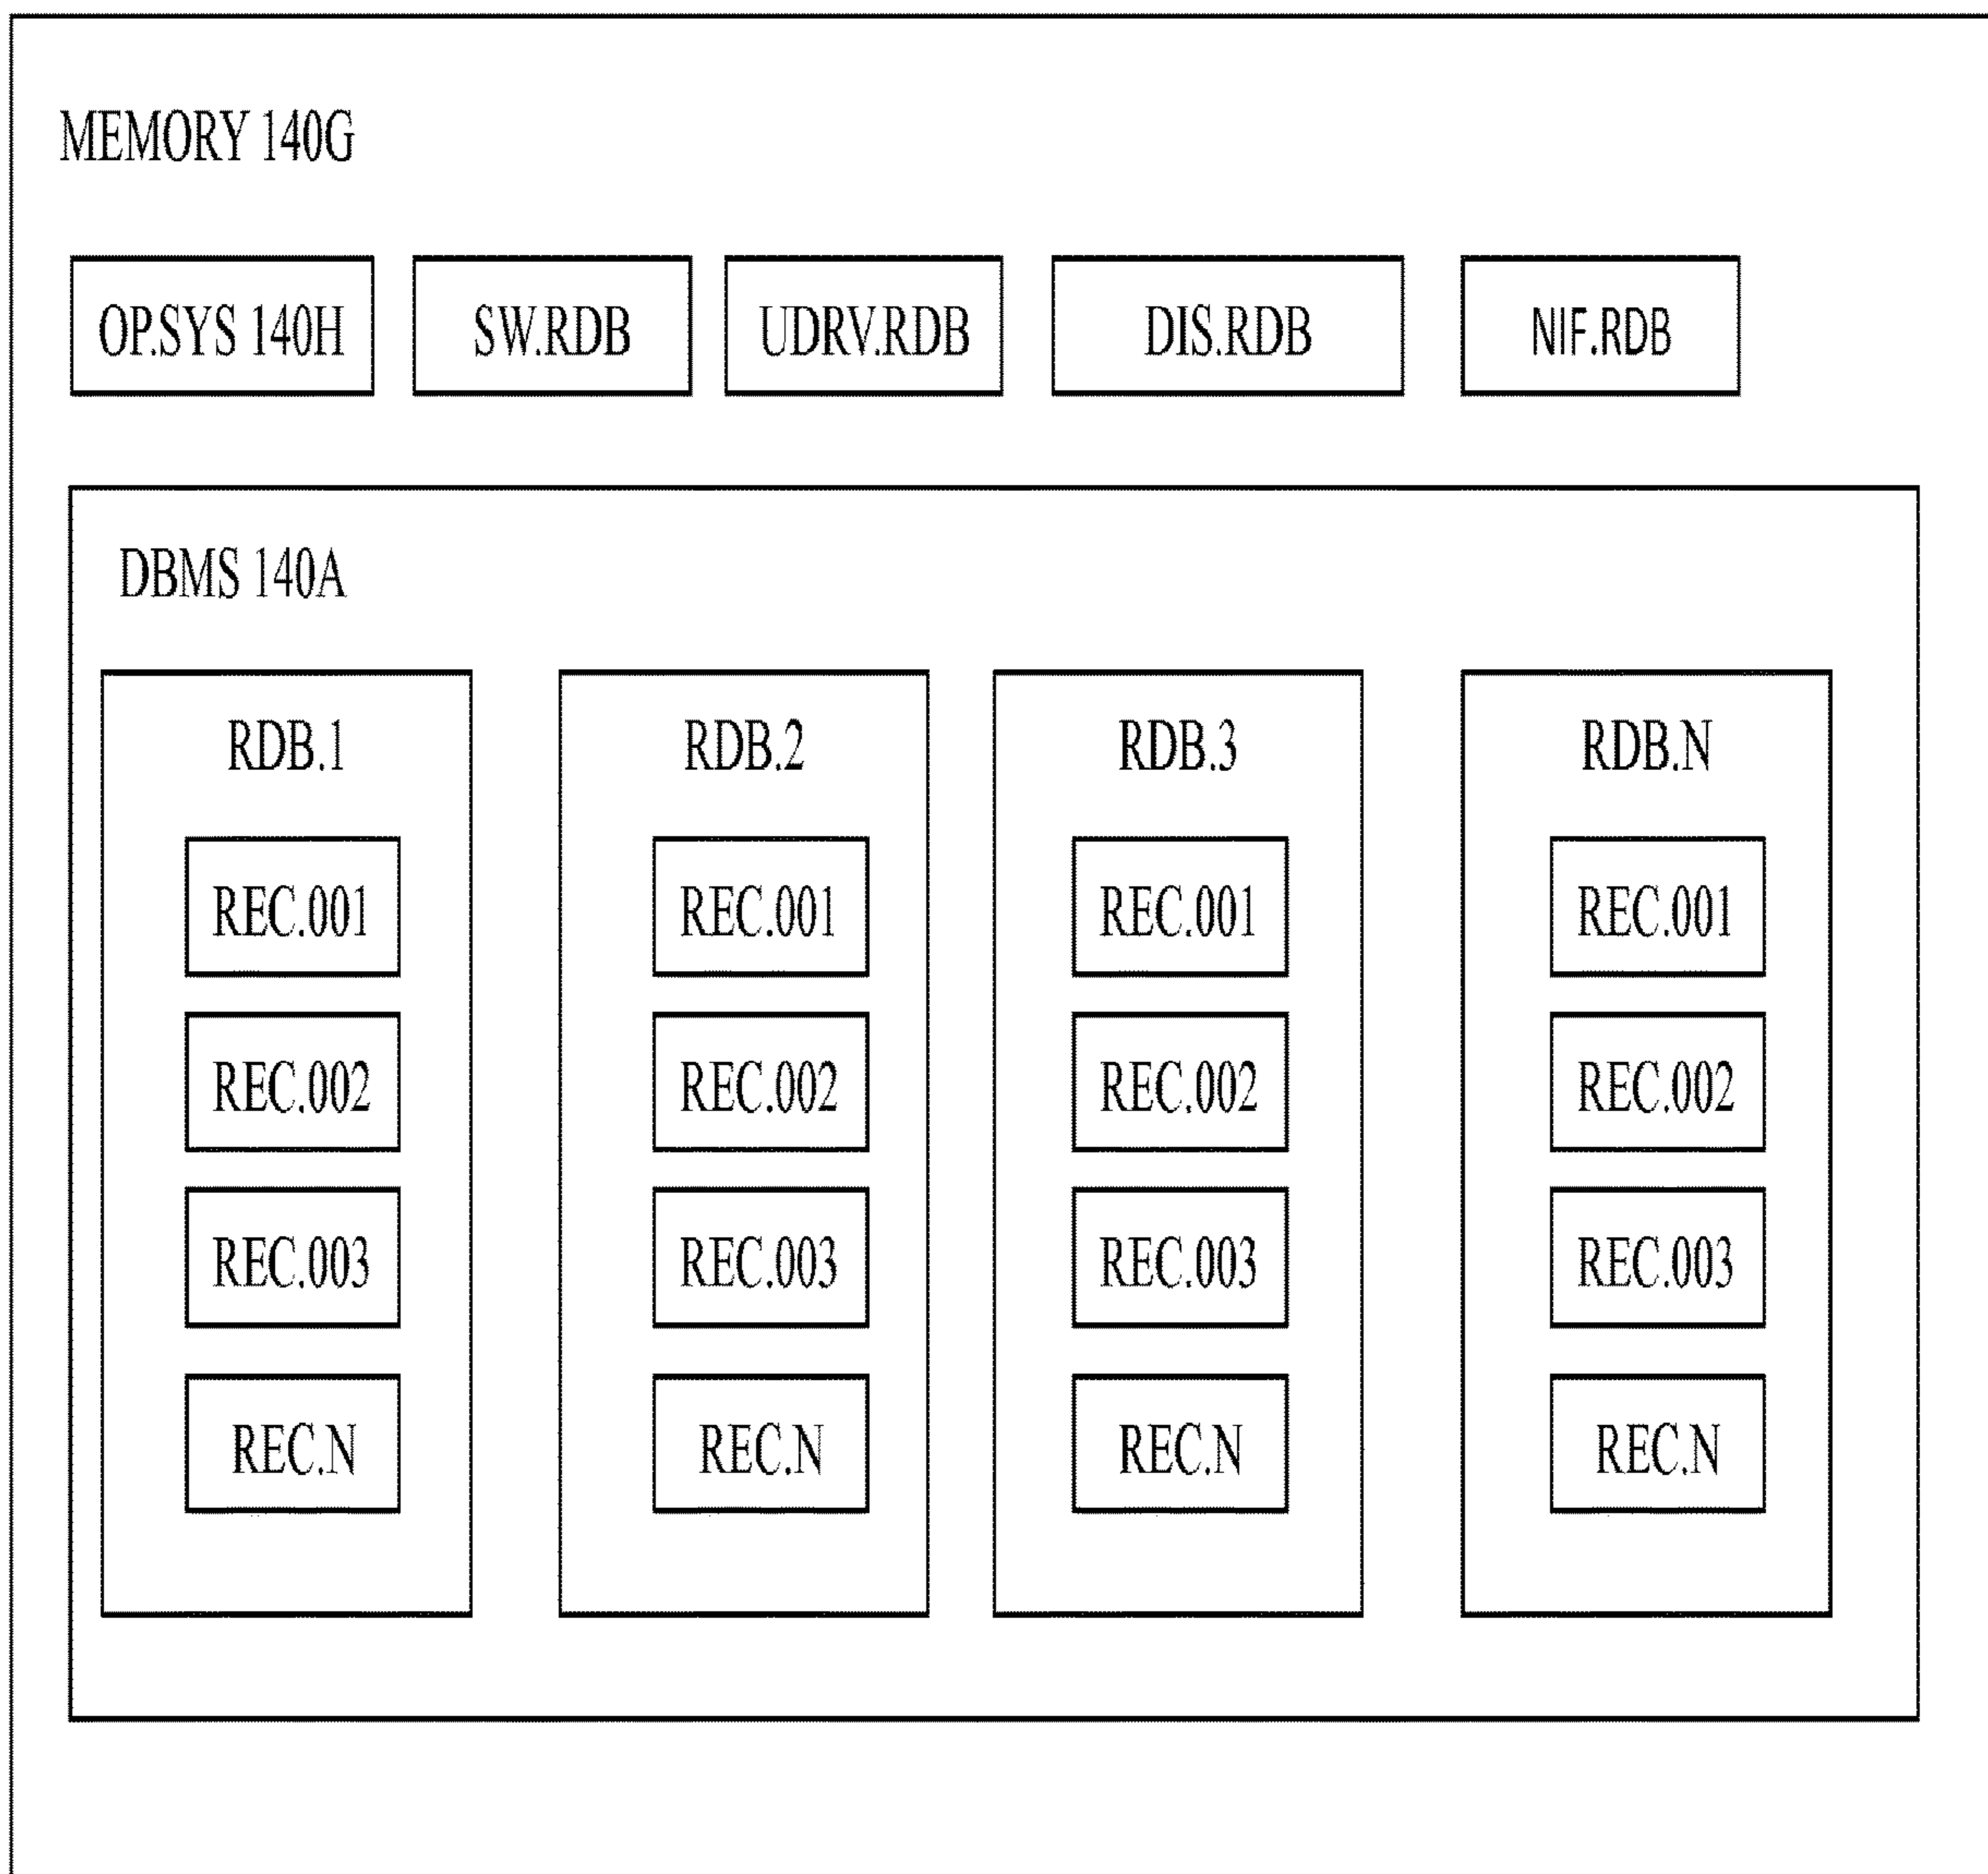 MEMORY 140G
OP.SYS 140H SW.RDB UDRV.RDB DIS.RDB NIF.RDB
DBMS 140A
RDB.1 RDB.2 RDB.3 RDB.N
REC.001 REC.001 REC.001 REC.001
REC.002 REC.002 REC.002 REC.002
REC.003 REC.003 REC.003 REC.003
REC.N REC.N REC.N REC.N